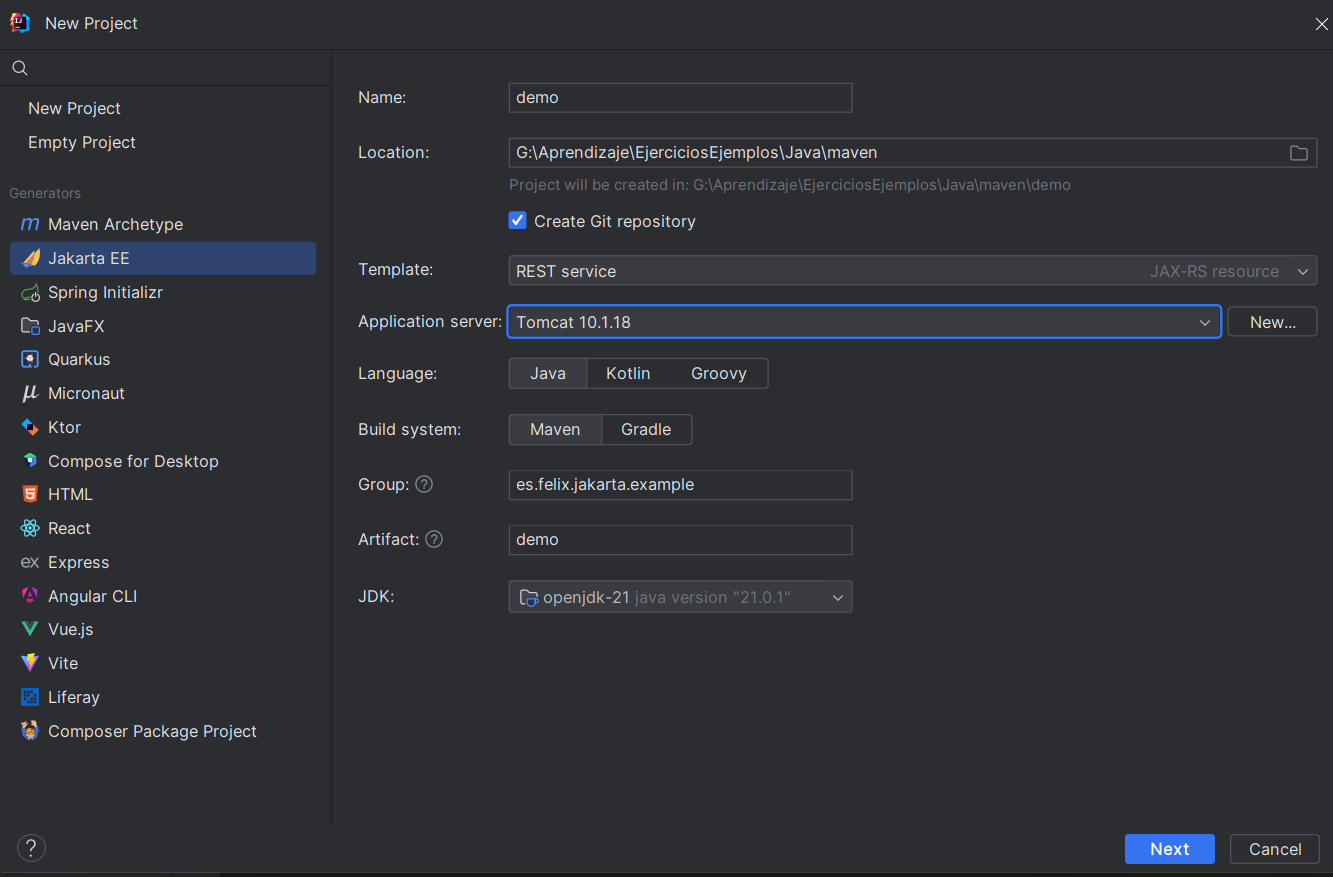 New Project
New Project
Empty Project
Generators
Maven Archetype
Jakarta EE
Spring Initializr
JavaFX
Quarkus
Micronaut
Ktor
Compose for Desktop
HTML
React
Express
Angular CLI
Vue.js
Vite
Liferay
Composer Package Project
Name: demo
Location: G:\Aprendizaje\EjerciciosEjemplos\Java\maven
Project will be created in: G:\Aprendizaje\EjerciciosEjemplos\Java\maven\demo
Create Git repository
Template: REST service JAX-RS resource
Application server: Tomcat 10.1.18 New...
Language: Java Kotlin Groovy
Build system: Maven Gradle
Group: ? es.felix.jakarta.example
Artifact: ? demo
JDK: openjdk-21 java version "21.0.1"
? Next Cancel